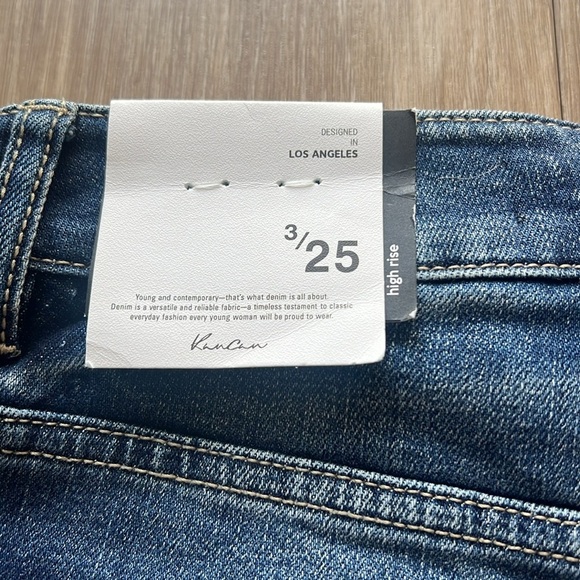 DESIGNED
IN
LOS ANGELES
3/25
high rise
Young and contemporary—that's what denim is all about.
Denim is a versatile and reliable fabric—a timeless testament to classic
everyday fashion every young woman will be proud to wear.
KanCan